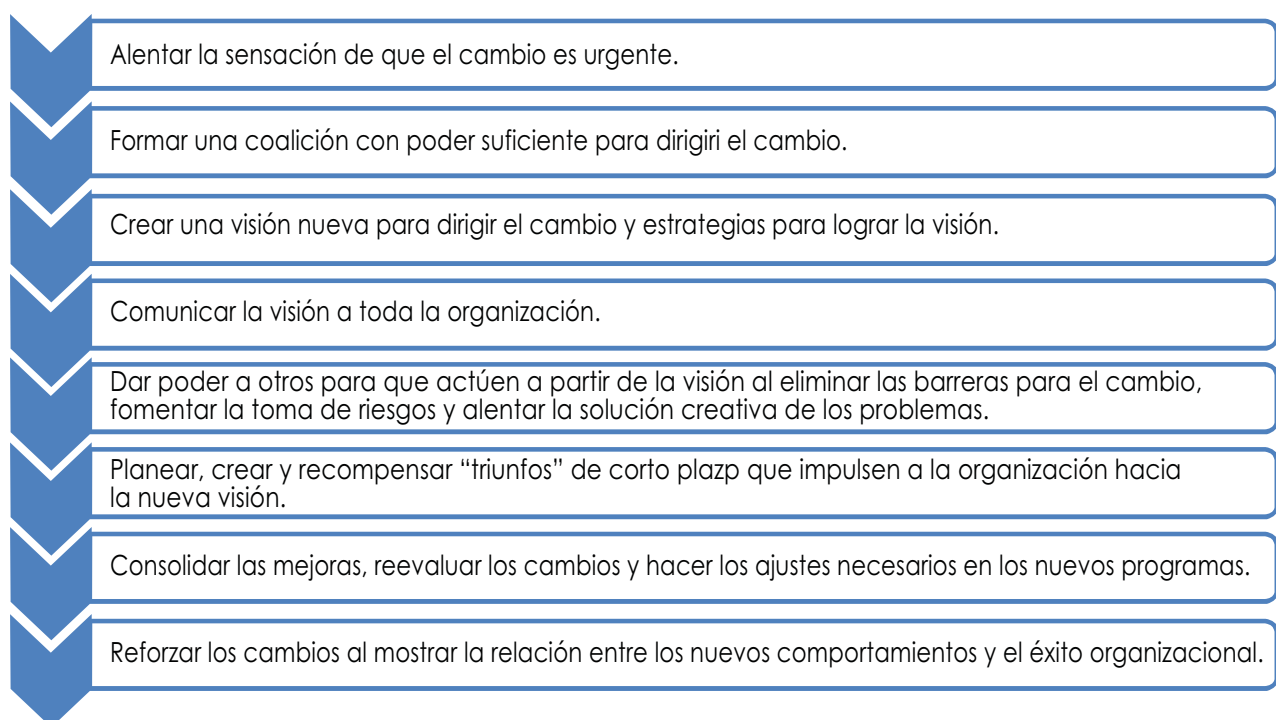 Alentar la sensación de que el cambio es urgente.
Formar una coalición con poder suficiente para dirigiri el cambio.
Crear una visión nueva para dirigir el cambio y estrategias para lograr la visión.
Comunicar la visión a toda la organización.
Dar poder a otros para que actúen a partir de la visión al eliminar las barreras para el cambio,
fomentar la toma de riesgos y alentar la solución creativa de los problemas.
Planear, crear y recompensar “triunfos” de corto plazp que impulsen a la organización hacia
la nueva visión.
Consolidar las mejoras, reevaluar los cambios y hacer los ajustes necesarios en los nuevos programas.
Reforzar los cambios al mostrar la relación entre los nuevos comportamientos y el éxito organizacional.